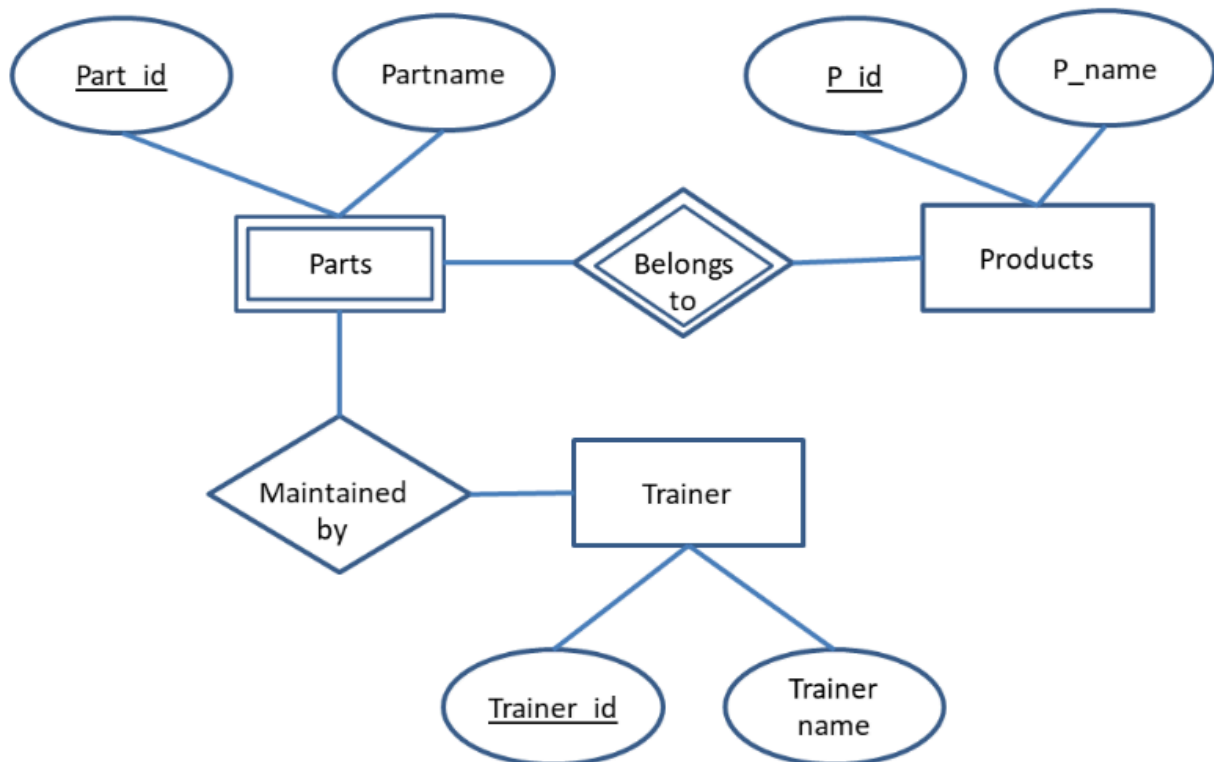 Part_id
Partname
P_id
P_name
Parts
Belongs
to
Products
Maintained
by
Trainer
Trainer_id
Trainer
name